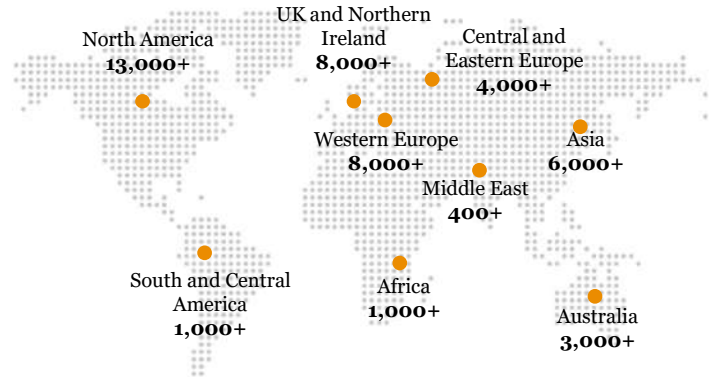 North America
13,000+
UK and Northern
Ireland
8,000+
Central and
Eastern Europe
4,000+
Western Europe
8,000+
Asia
6,000+
Middle East
400+
South and Central
America
1,000+
Africa
1,000+
Australia
3,000+